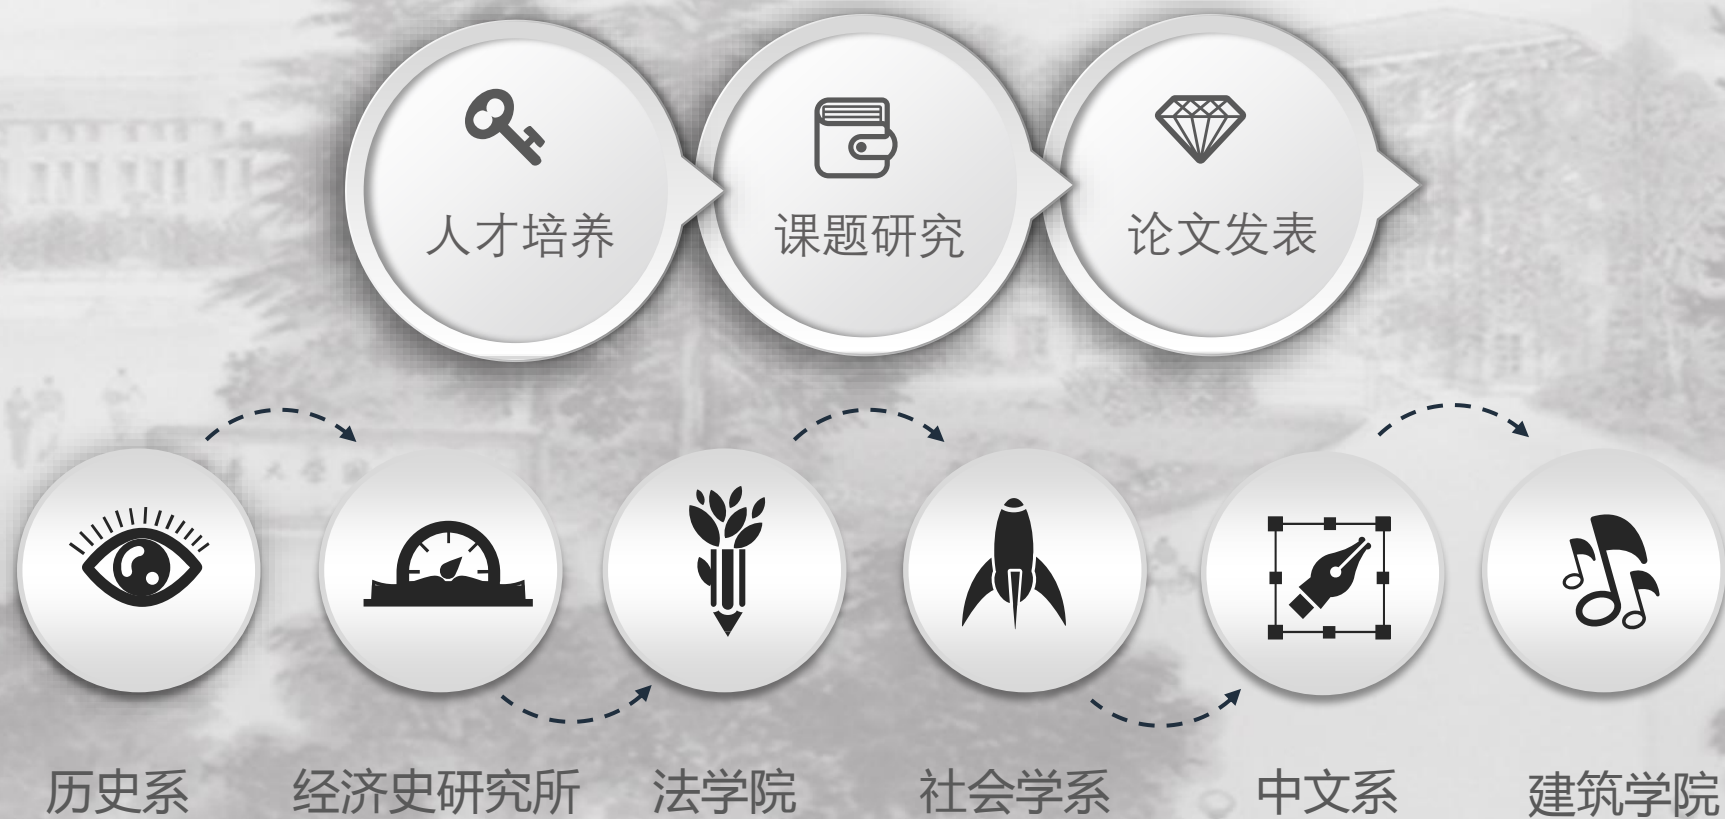 人才培养
课题研究
论文发表
历史系
经济史研究所
法学院
社会学系
中文系
建筑学院